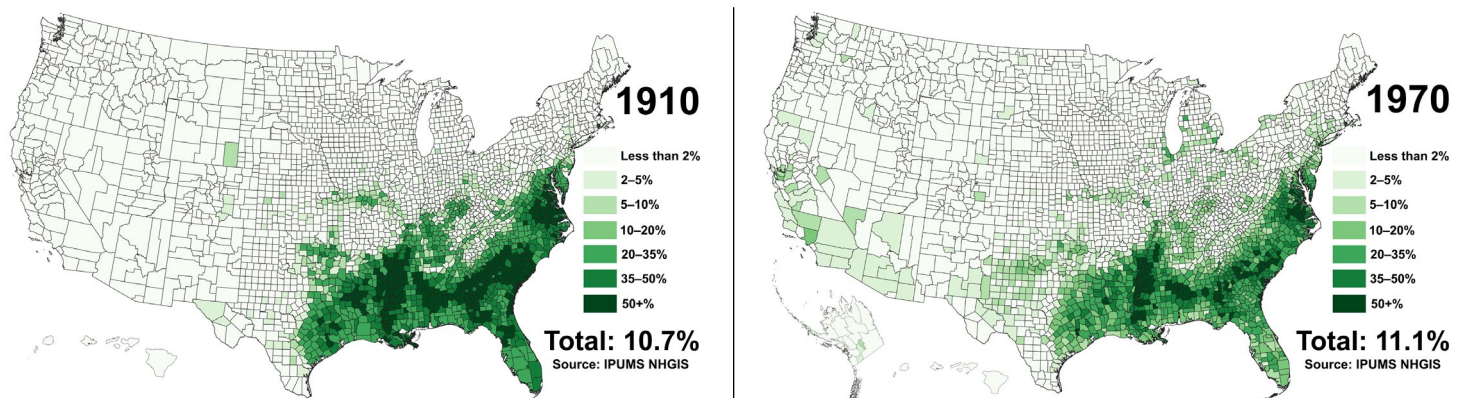 1910
Less than 2%
2–5%
5–10%
10–20%
20–35%
35–50%
50+%
Total: 10.7%
Source: IPUMS NHGIS
1970
Less than 2%
2–5%
5–10%
10–20%
20–35%
35–50%
50+%
Total: 11.1%
Source: IPUMS NHGIS